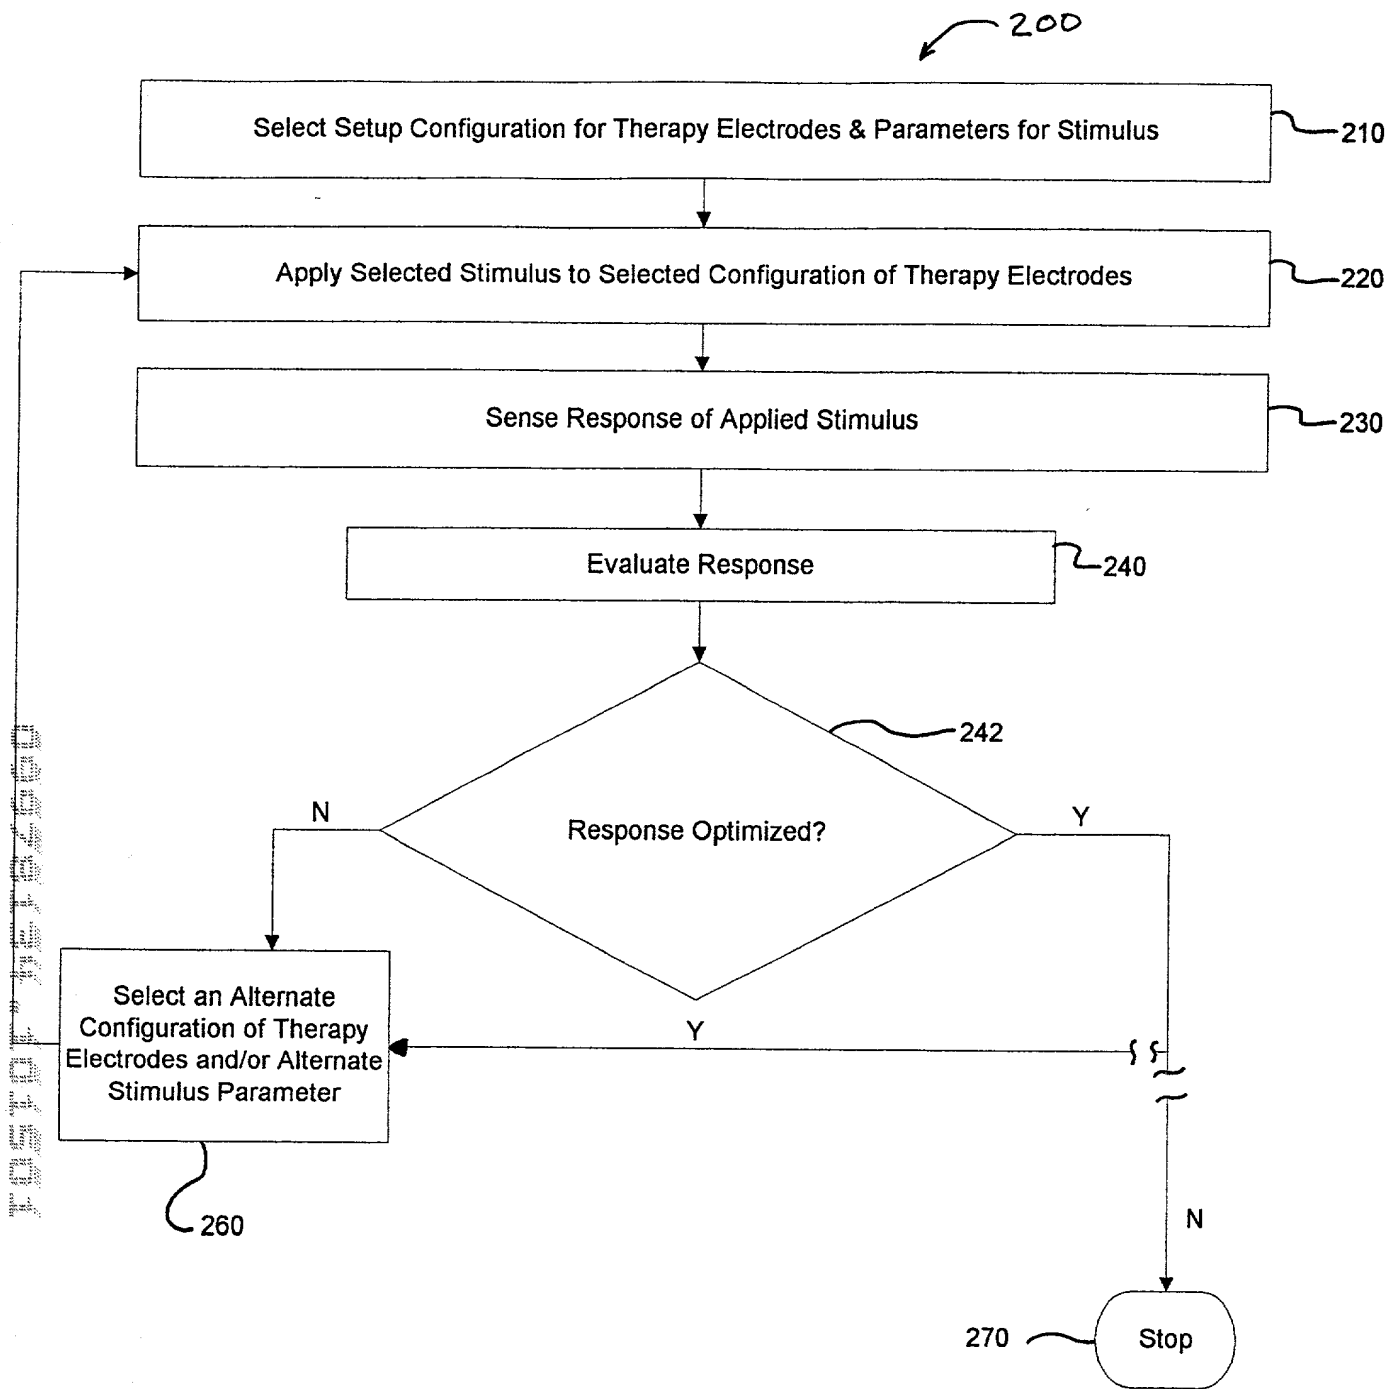 200
Select Setup Configuration for Therapy Electrodes & Parameters for Stimulus
210
Apply Selected Stimulus to Selected Configuration of Therapy Electrodes
220
Sense Response of Applied Stimulus
230
Evaluate Response
240
242
N
Response Optimized?
Y
Select an Alternate
Configuration of Therapy
Electrodes and/or Alternate
Stimulus Parameter
Y
260
N
270
Stop